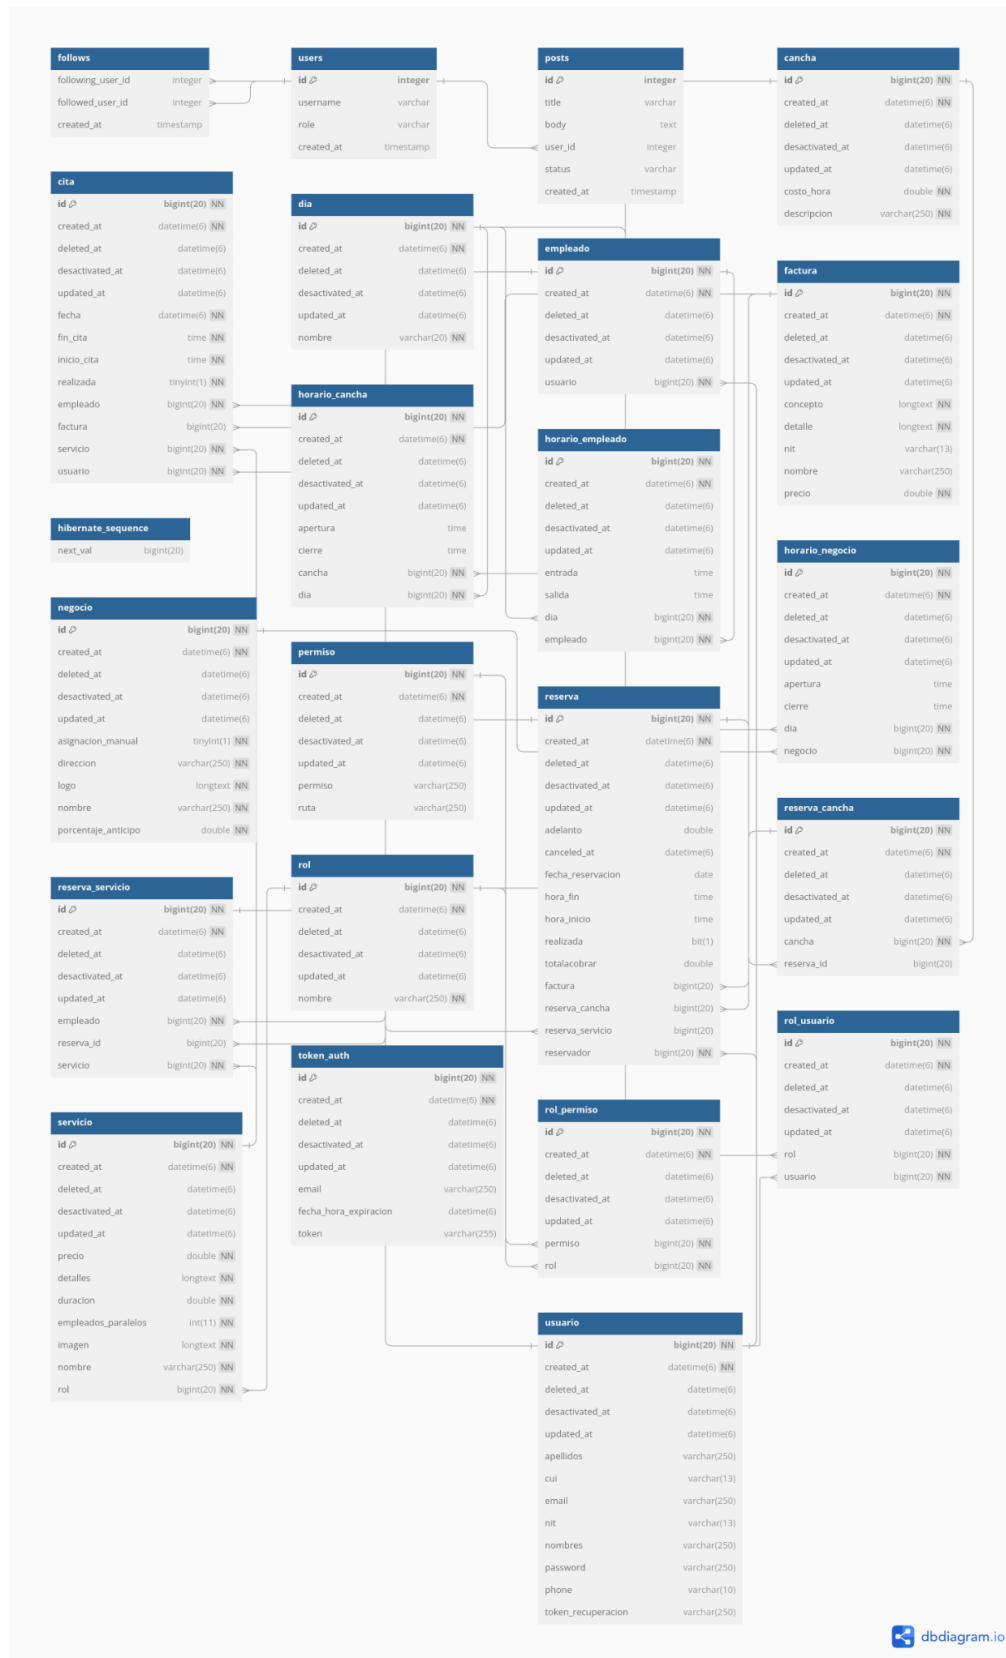 follows
following_user_id integer
followed_user_id integer
created_at timestamp
users
id integer
username varchar
role varchar
created_at timestamp
posts
id integer
title varchar
body text
user_id integer
status varchar
created_at timestamp
cancha
id bigint(20) NN
created_at datetime(6) NN
deleted_at datetime(6)
desactivated_at datetime(6)
updated_at datetime(6)
costo_hora double NN
descripcion varchar(250) NN
cita
id bigint(20) NN
created_at datetime(6) NN
deleted_at datetime(6)
desactivated_at datetime(6)
updated_at datetime(6)
fecha datetime(6) NN
fin_cita time NN
inicio_cita time NN
realizada tinyint(1) NN
empleado bigint(20) NN
factura bigint(20)
servicio bigint(20) NN
usuario bigint(20) NN
dia
id bigint(20) NN
created_at datetime(6) NN
deleted_at datetime(6)
desactivated_at datetime(6)
updated_at datetime(6)
nombre varchar(20) NN
empleado
id bigint(20) NN
created_at datetime(6) NN
deleted_at datetime(6)
desactivated_at datetime(6)
updated_at datetime(6)
usuario bigint(20) NN
factura
id bigint(20) NN
created_at datetime(6) NN
deleted_at datetime(6)
desactivated_at datetime(6)
updated_at datetime(6)
concepto longtext NN
detalle longtext NN
nit varchar(13)
nombre varchar(250)
precio double NN
horario_cancha
id bigint(20) NN
created_at datetime(6) NN
deleted_at datetime(6)
desactivated_at datetime(6)
updated_at datetime(6)
apertura time
cierre time
cancha bigint(20) NN
dia bigint(20) NN
horario_empleado
id bigint(20) NN
created_at datetime(6) NN
deleted_at datetime(6)
desactivated_at datetime(6)
updated_at datetime(6)
entrada time
salida time
dia bigint(20) NN
empleado bigint(20) NN
hibernate_sequence
next_val bigint(20)
horario_negocio
id bigint(20) NN
created_at datetime(6) NN
deleted_at datetime(6)
desactivated_at datetime(6)
updated_at datetime(6)
apertura time
cierre time
dia bigint(20) NN
negocio bigint(20) NN
negocio
id bigint(20) NN
created_at datetime(6) NN
deleted_at datetime(6)
desactivated_at datetime(6)
updated_at datetime(6)
asignacion_manual tinyint(1) NN
direccion varchar(250) NN
logo longtext NN
nombre varchar(250) NN
porcentaje_anticipo double NN
permiso
id bigint(20) NN
created_at datetime(6) NN
deleted_at datetime(6)
desactivated_at datetime(6)
updated_at datetime(6)
permiso varchar(250)
ruta varchar(250)
reserva
id bigint(20) NN
created_at datetime(6) NN
deleted_at datetime(6)
desactivated_at datetime(6)
updated_at datetime(6)
adelanto double
canceled_at datetime(6)
fecha_reservacion date
hora_fin time
hora_inicio time
realizada bit(1)
totalacobrar double
factura bigint(20)
reserva_cancha bigint(20)
reserva_servicio bigint(20)
reservador bigint(20) NN
reserva_cancha
id bigint(20) NN
created_at datetime(6) NN
deleted_at datetime(6)
desactivated_at datetime(6)
updated_at datetime(6)
cancha bigint(20) NN
reserva_id bigint(20)
reserva_servicio
id bigint(20) NN
created_at datetime(6) NN
deleted_at datetime(6)
desactivated_at datetime(6)
updated_at datetime(6)
empleado bigint(20) NN
reserva_id bigint(20)
servicio bigint(20) NN
rol
id bigint(20) NN
created_at datetime(6) NN
deleted_at datetime(6)
desactivated_at datetime(6)
updated_at datetime(6)
nombre varchar(250) NN
rol_usuario
id bigint(20) NN
created_at datetime(6) NN
deleted_at datetime(6)
desactivated_at datetime(6)
updated_at datetime(6)
rol bigint(20) NN
usuario bigint(20) NN
token_auth
id bigint(20) NN
created_at datetime(6) NN
deleted_at datetime(6)
desactivated_at datetime(6)
updated_at datetime(6)
email varchar(250)
fecha_hora_expiracion datetime(6)
token varchar(255)
servicio
id bigint(20) NN
created_at datetime(6) NN
deleted_at datetime(6)
desactivated_at datetime(6)
updated_at datetime(6)
precio double NN
detalles longtext NN
duracion double NN
empleados_paralelos int(11) NN
imagen longtext NN
nombre varchar(250) NN
rol bigint(20) NN
rol_permiso
id bigint(20) NN
created_at datetime(6) NN
deleted_at datetime(6)
desactivated_at datetime(6)
updated_at datetime(6)
permiso bigint(20) NN
rol bigint(20) NN
usuario
id bigint(20) NN
created_at datetime(6) NN
deleted_at datetime(6)
desactivated_at datetime(6)
updated_at datetime(6)
apellidos varchar(250)
cui varchar(13)
email varchar(250)
nit varchar(13)
nombres varchar(250)
password varchar(250)
phone varchar(10)
token_recuperacion varchar(250)
dbdiagram.io